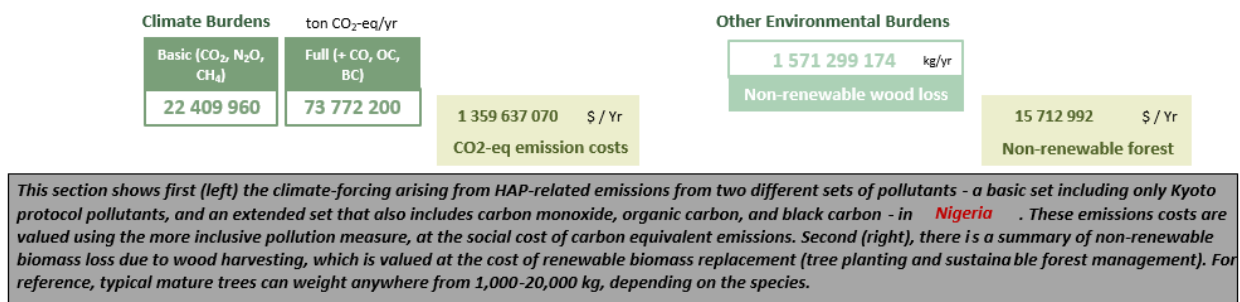 Climate Burdens ton CO₂-eq/yr
Basic (CO₂, N₂O, CH₄)
Full (+ CO, OC, BC)
22 409 960
73 772 200
1 359 637 070 $ / Yr
CO2-eq emission costs
Other Environmental Burdens
1 571 299 174 kg/yr
Non-renewable wood loss
15 712 992 $ / Yr
Non-renewable forest
This section shows first (left) the climate-forcing arising from HAP-related emissions from two different sets of pollutants - a basic set including only Kyoto
protocol pollutants, and an extended set that also includes carbon monoxide, organic carbon, and black carbon - in Nigeria . These emissions costs are
valued using the more inclusive pollution measure, at the social cost of carbon equivalent emissions. Second (right), there is a summary of non-renewable
biomass loss due to wood harvesting, which is valued at the cost of renewable biomass replacement (tree planting and sustainable forest management). For
reference, typical mature trees can weight anywhere from 1,000-20,000 kg, depending on the species.